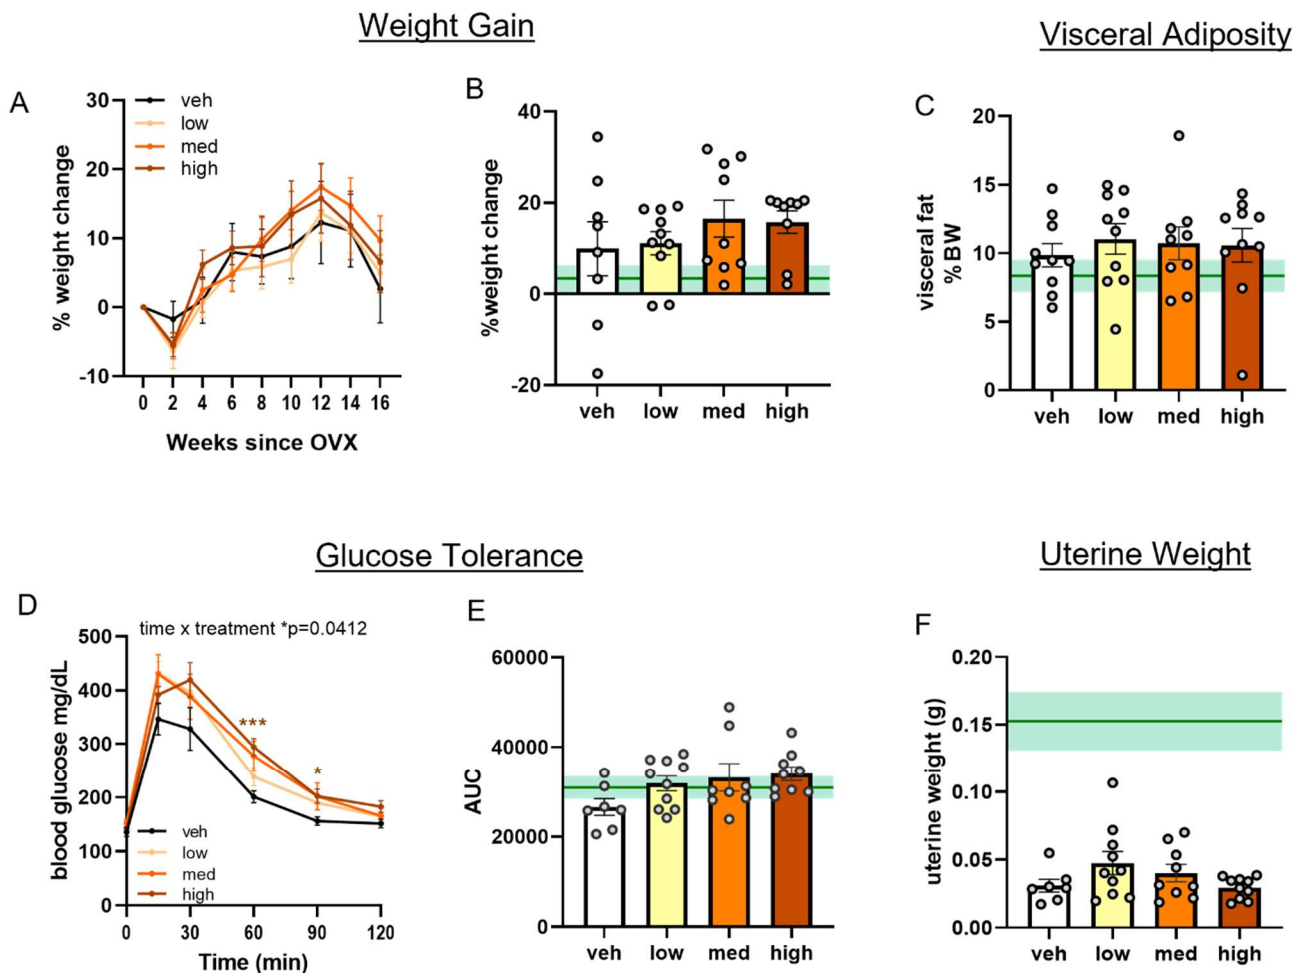 Weight Gain
Visceral Adiposity
A
% weight change
30
20
10
0
-10
veh
low
med
high
0 2 4 6 8 10 12 14 16
Weeks since OVX
B
%weight change
40
20
0
-20
veh low med high
C
visceral fat
%BW
20
15
10
5
0
veh low med high
Glucose Tolerance
Uterine Weight
D
time x treatment *p=0.0412
blood glucose mg/dL
500
400
300
200
100
0
***
*
veh
low
med
high
0 30 60 90 120
Time (min)
E
AUC
60000
40000
20000
0
veh low med high
F
uterine weight (g)
0.20
0.15
0.10
0.05
0.00
veh low med high